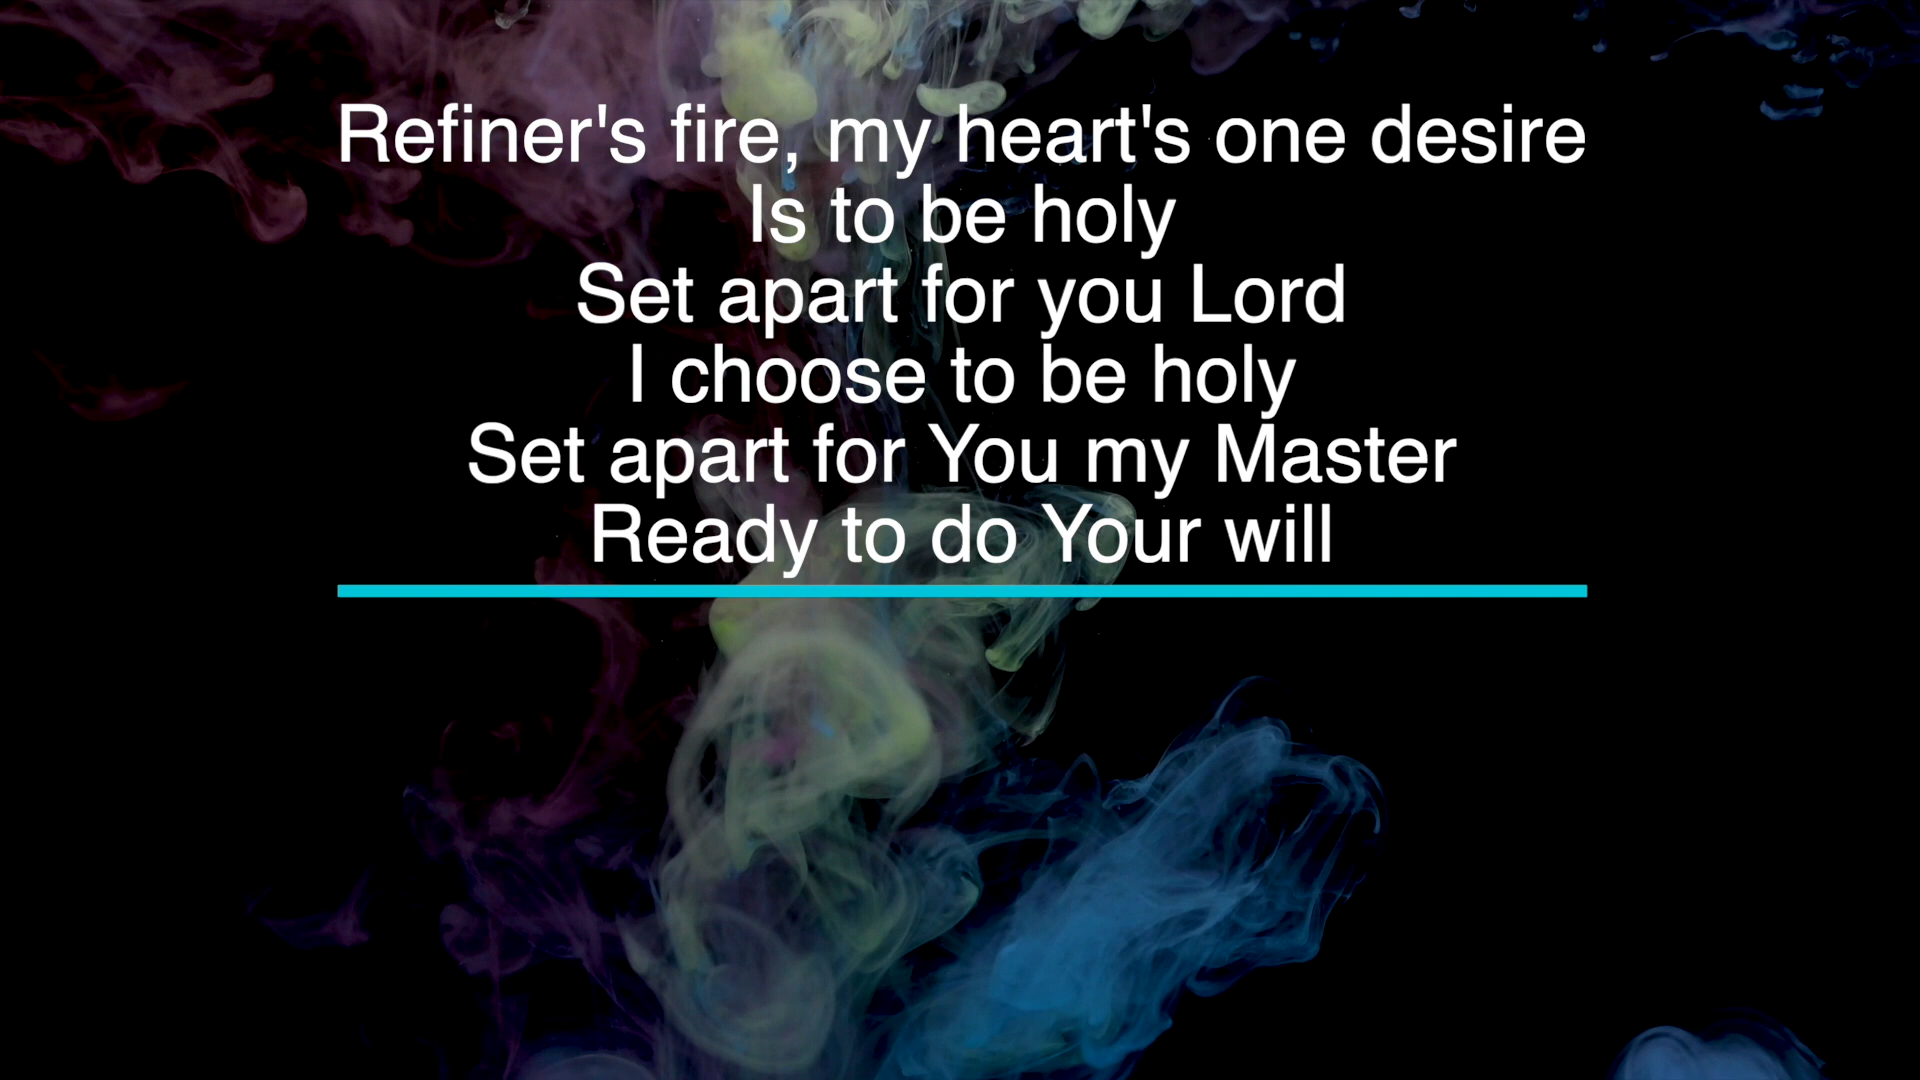 Refiner's fire, my heart's one desire
Is to be holy
Set apart for you Lord
I choose to be holy
Set apart for You my Master
Ready to do Your will